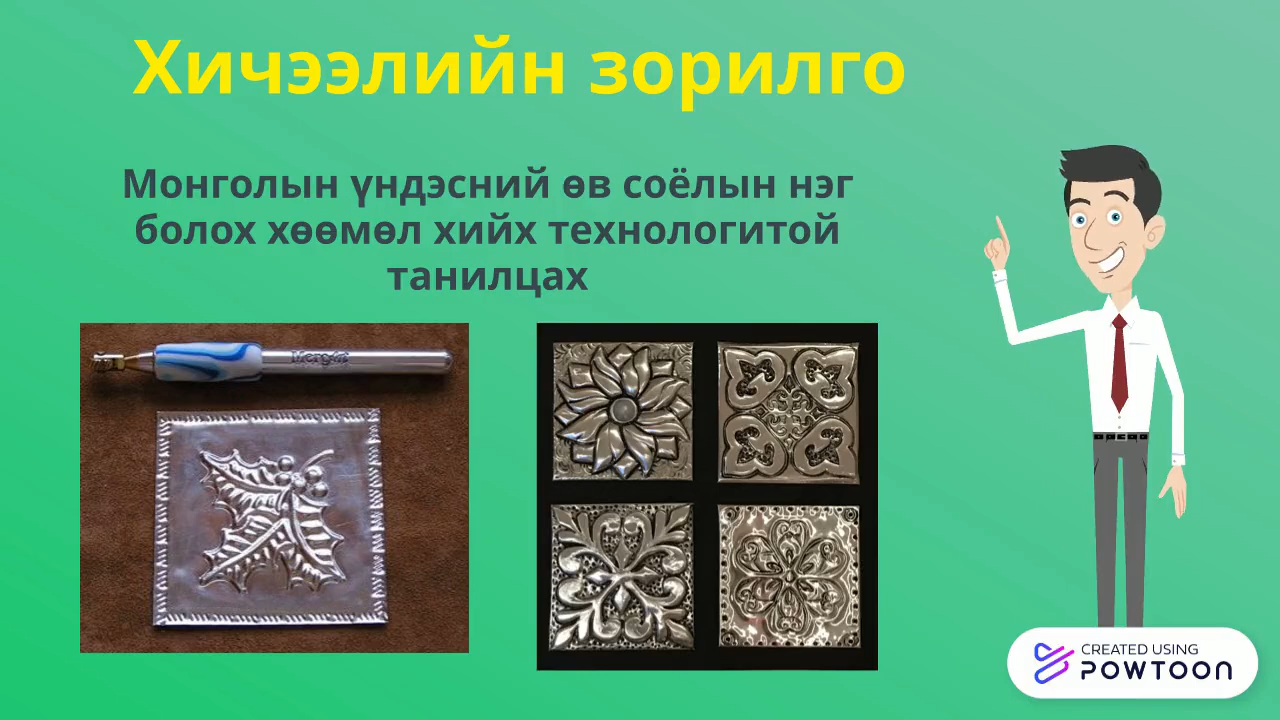 Хичээлийн зорилго
Монголын үндэсний өв соёлын нэг
болох хөөмөл хийх технологитой
танилцах
CREATED USING
POWTOON